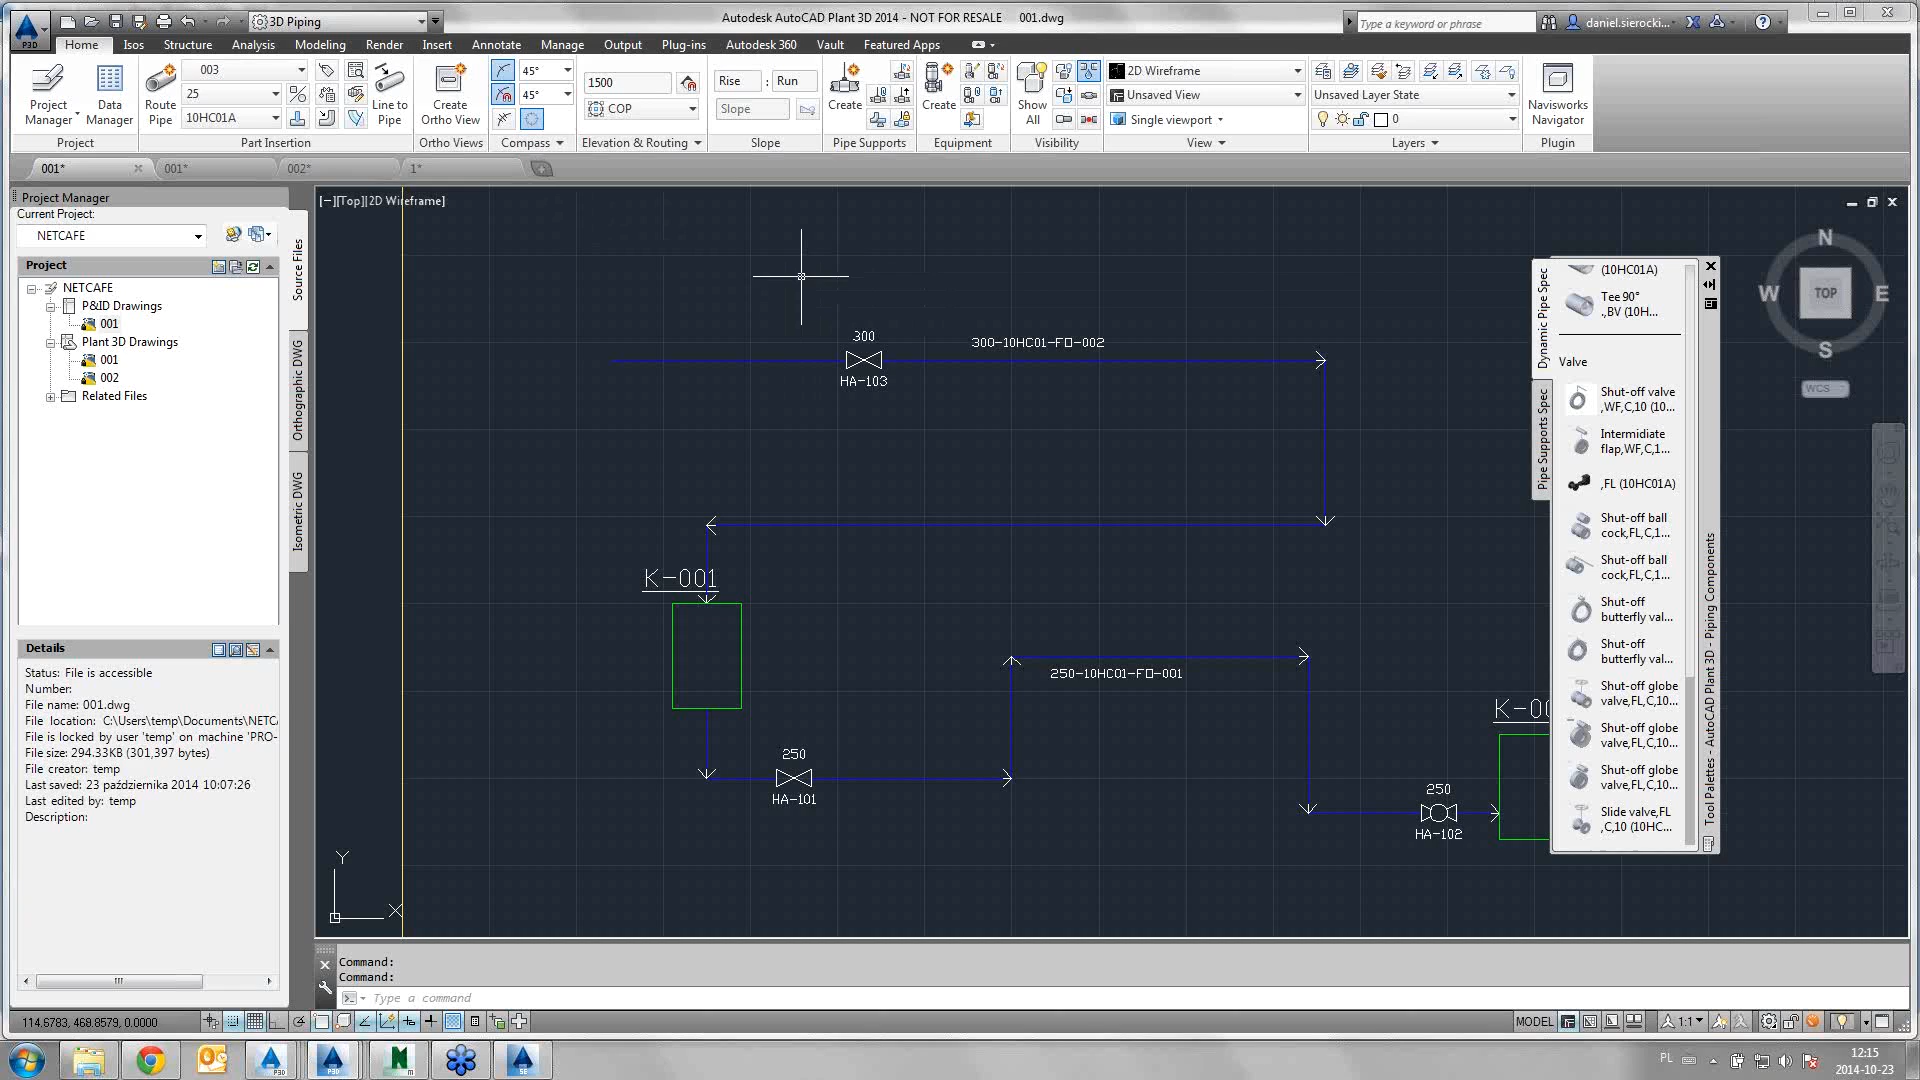 3D Piping
Autodesk AutoCAD Plant 3D 2014 - NOT FOR RESALE 001.dwg
Type a keyword or phrase
daniel.sierocki...
P3D
Home
Isos
Structure
Analysis
Modeling
Render
Insert
Annotate
Manage
Output
Plug-ins
Autodesk 360
Vault
Featured Apps
Project
Manager
Data
Manager
Project
Route
Pipe
003
25
10HC01A
Line to
Pipe
Part Insertion
Create
Ortho View
Ortho Views
45°
45°
Compass
1500
COP
Elevation & Routing
Rise : Run
Slope
Slope
Create
Pipe Supports
Create
Equipment
Show
All
Visibility
2D Wireframe
Unsaved View
Single viewport
View
Unsaved Layer State
0
Layers
Navisworks
Navigator
Plugin
001*
001*
002*
1*
Project Manager
Current Project:
NETCAFE
Project
NETCAFE
P&ID Drawings
001
Plant 3D Drawings
001
002
Related Files
Source Files
Orthographic DWG
Isometric DWG
Details
Status: File is accessible
Number:
File name: 001.dwg
File location: C:\Users\temp\Documents\NETCA
File is locked by user 'temp' on machine 'PRO-
File size: 294.33KB (301,397 bytes)
File creator: temp
Last saved: 23 października 2014 10:07:26
Last edited by: temp
Description:
[−][Top][2D Wireframe]
300
HA-103
300-10HC01-FO-002
K-001
250
HA-101
250-10HC01-FO-001
250
HA-102
K-00
Y
X
N
W
TOP
E
S
WCS
Dynamic Pipe Spec
Pipe Supports Spec
(10HC01A)
Tee 90°
.,BV (10H...
Valve
Shut-off valve
,WF,C,10 (10...
Intermidiate
flap,WF,C,1...
,FL (10HC01A)
Shut-off ball
cock,FL,C,1...
Shut-off ball
cock,FL,C,1...
Shut-off
butterfly val...
Shut-off
butterfly val...
Shut-off globe
valve,FL,C,10...
Shut-off globe
valve,FL,C,10...
Shut-off globe
valve,FL,C,10...
Slide valve,FL
,C,10 (10HC...
Tool Palettes - AutoCAD Plant 3D - Piping Components
Command:
Command:
Type a command
114.6783, 468.8579, 0.0000
MODEL
1:1
P3D
P3D
SE
PL
12:15
2014-10-23